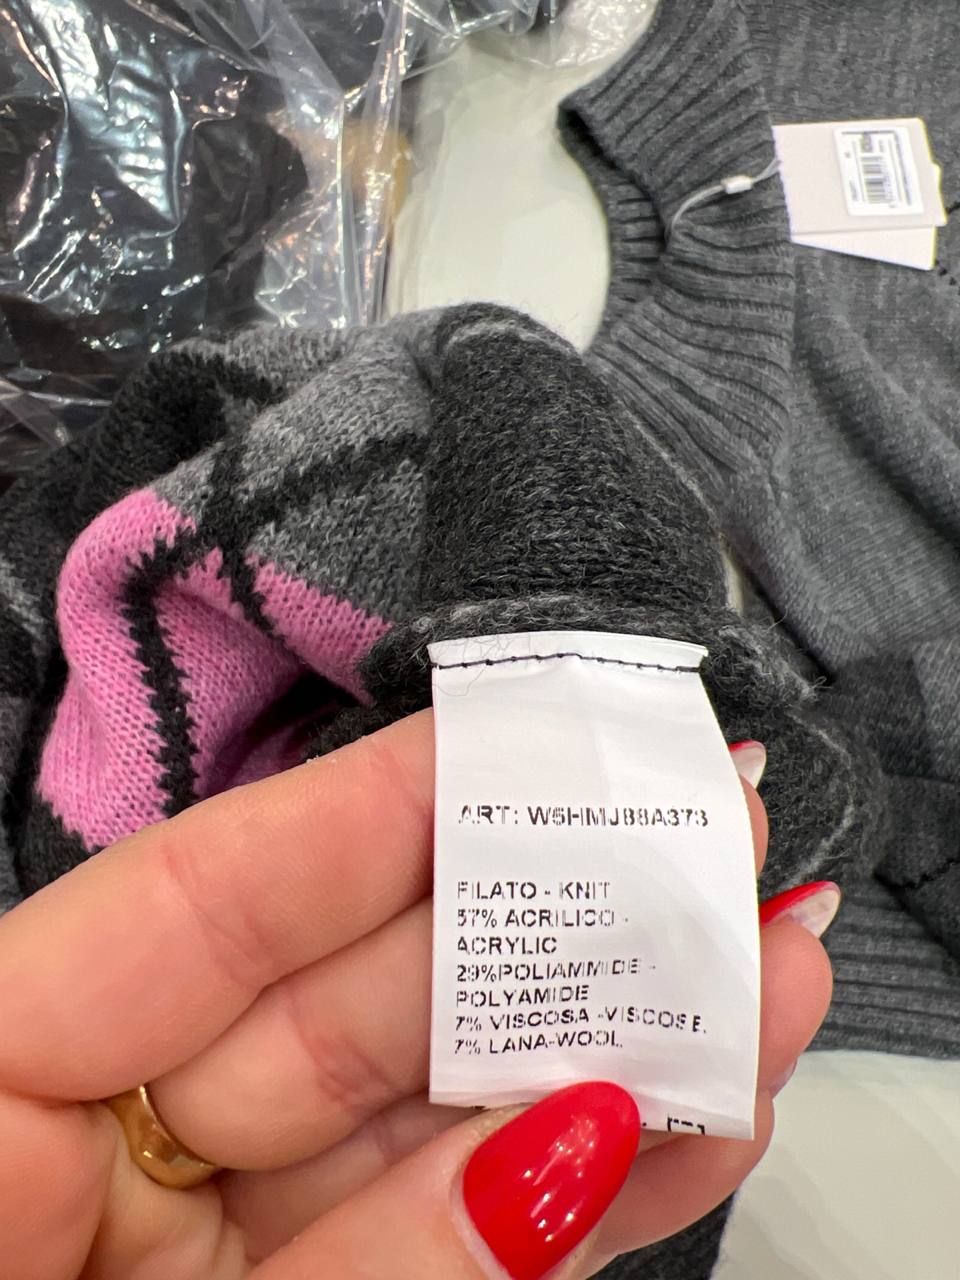 ART: W6HMJ88A373
FILATO - KNIT
57% ACRILICO -
ACRYLIC
29%POLIAMMIDE -
POLYAMIDE
7% VISCOSA -VISCOSE,
7% LANA-WOOL,